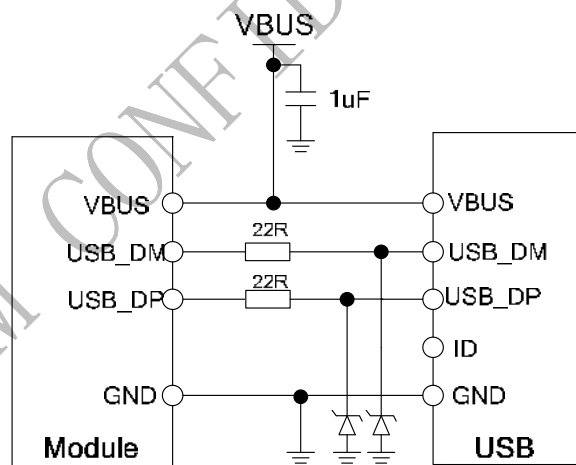 VBUS
1uF
VBUS
VBUS
22R
USB_DM
USB_DM
22R
USB_DP
USB_DP
ID
GND
GND
Module
USB